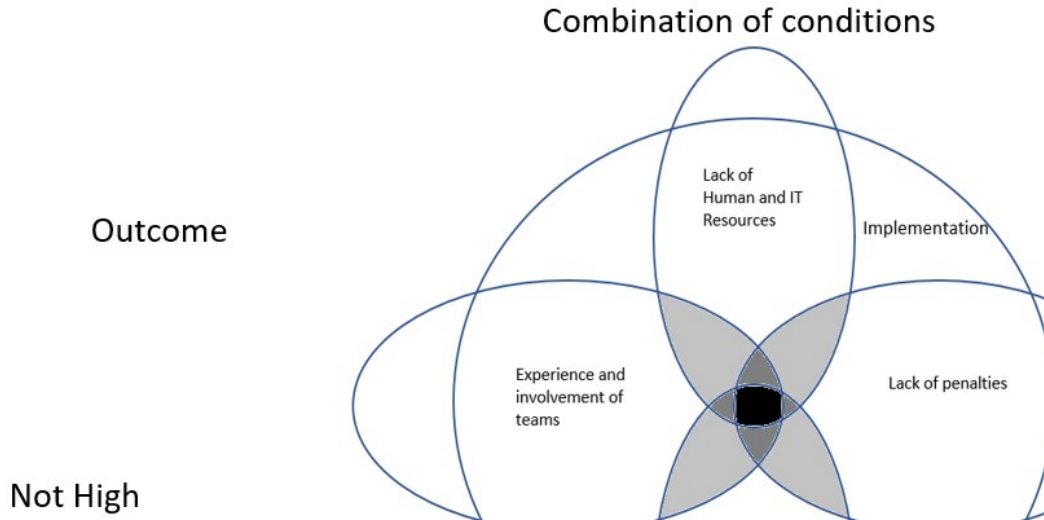 Combination of conditions
Lack of
Human and IT
Resources
Outcome
Implementation
Experience and
involvement of
teams
Lack of penalties
Not High